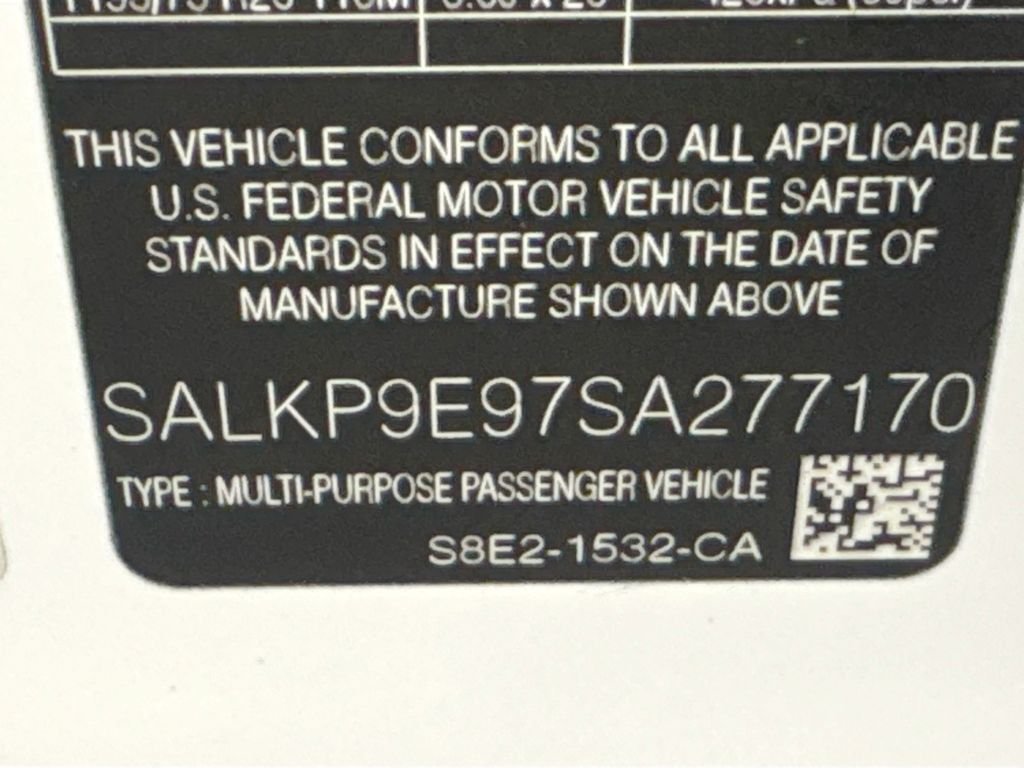 THIS VEHICLE CONFORMS TO ALL APPLICABLE
U.S. FEDERAL MOTOR VEHICLE SAFETY
STANDARDS IN EFFECT ON THE DATE OF
MANUFACTURE SHOWN ABOVE
SALKP9E97SA277170
TYPE : MULTI-PURPOSE PASSENGER VEHICLE
S8E2-1532-CA